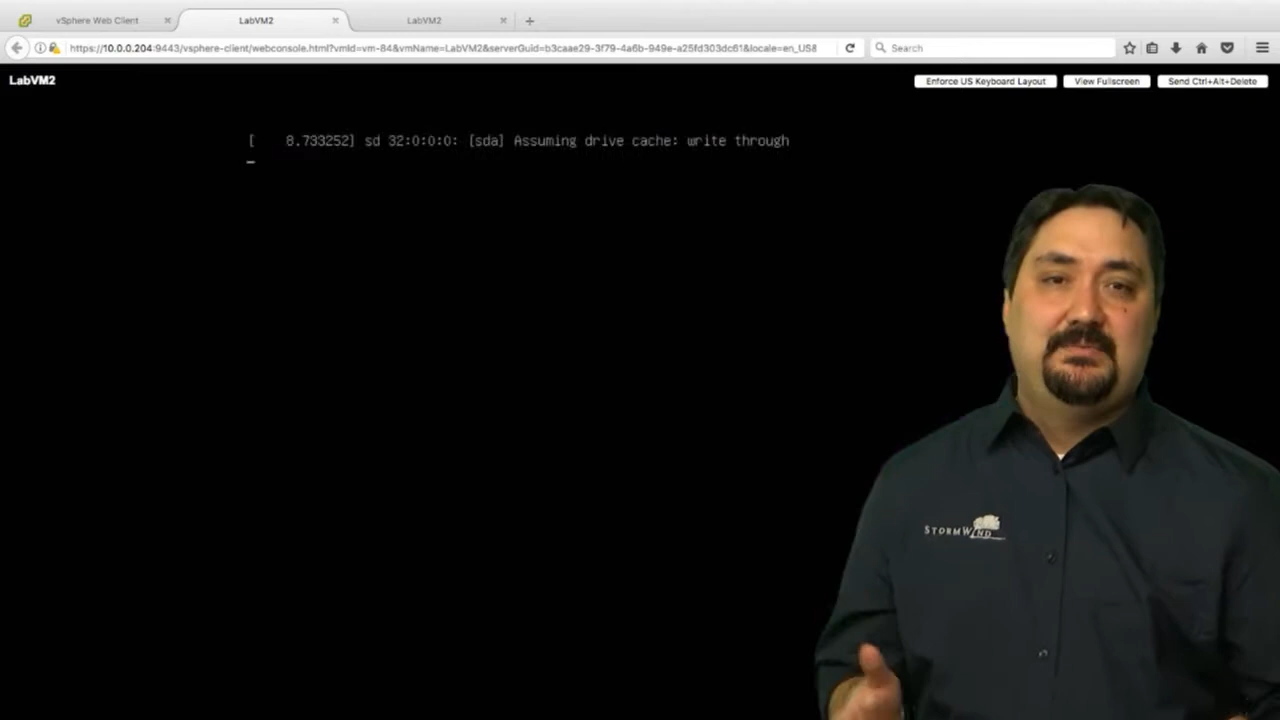 vSphere Web Client
LabVM2
LabVM2
https://10.0.0.204:9443/vsphere-client/webconsole.html?vmId=vm-84&vmName=LabVM2&serverGuid=b3caae29-3f79-4a6b-949e-a25fd303dc61&locale=en_US8
Search
LabVM2
Enforce US Keyboard Layout
View Fullscreen
Send Ctrl+Alt+Delete
[    8.733252] sd 32:0:0:0: [sda] Assuming drive cache: write through
STORMWIND